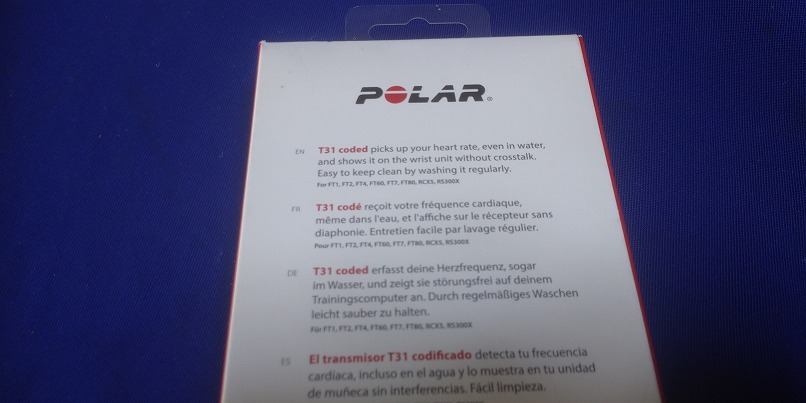 POLAR®
EN T31 coded picks up your heart rate, even in water,
and shows it on the wrist unit without crosstalk.
Easy to keep clean by washing it regularly.
For FT1, FT2, FT4, FT60, FT7, FT80, RCX5, RS300X
FR T31 codé reçoit votre fréquence cardiaque,
même dans l'eau, et l'affiche sur le récepteur sans
diaphonie. Entretien facile par lavage régulier.
Pour FT1, FT2, FT4, FT60, FT7, FT80, RCX5, RS300X
DE T31 coded erfasst deine Herzfrequenz, sogar
im Wasser, und zeigt sie störungsfrei auf deinem
Trainingscomputer an. Durch regelmäßiges Waschen
leicht sauber zu halten.
Für FT1, FT2, FT4, FT60, FT7, FT80, RCX5, RS300X
ES El transmisor T31 codificado detecta tu frecuencia
cardíaca, incluso en el agua y lo muestra en tu unidad
de muñeca sin interferencias. Fácil limpieza.